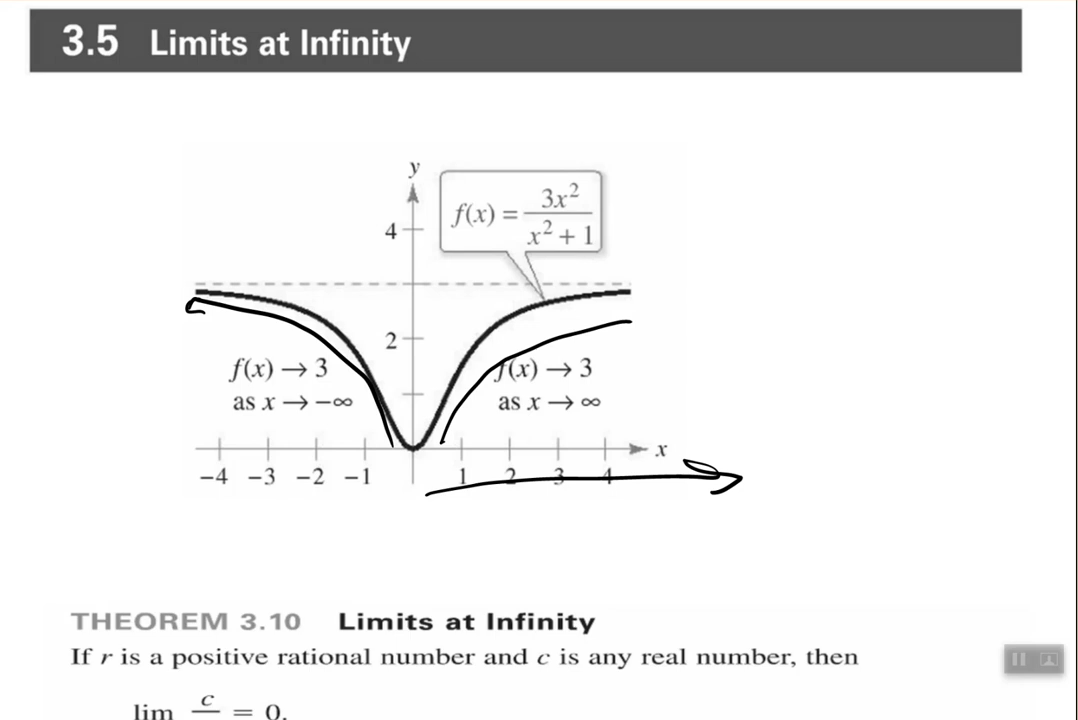 3.5 Limits at Infinity
y
f(x) = 3x² / x² + 1
4
2
f(x) → 3
as x → −∞
f(x) → 3
as x → ∞
x
−4 −3 −2 −1 1 2 3 4
THEOREM 3.10 Limits at Infinity
If r is a positive rational number and c is any real number, then
lim c = 0.